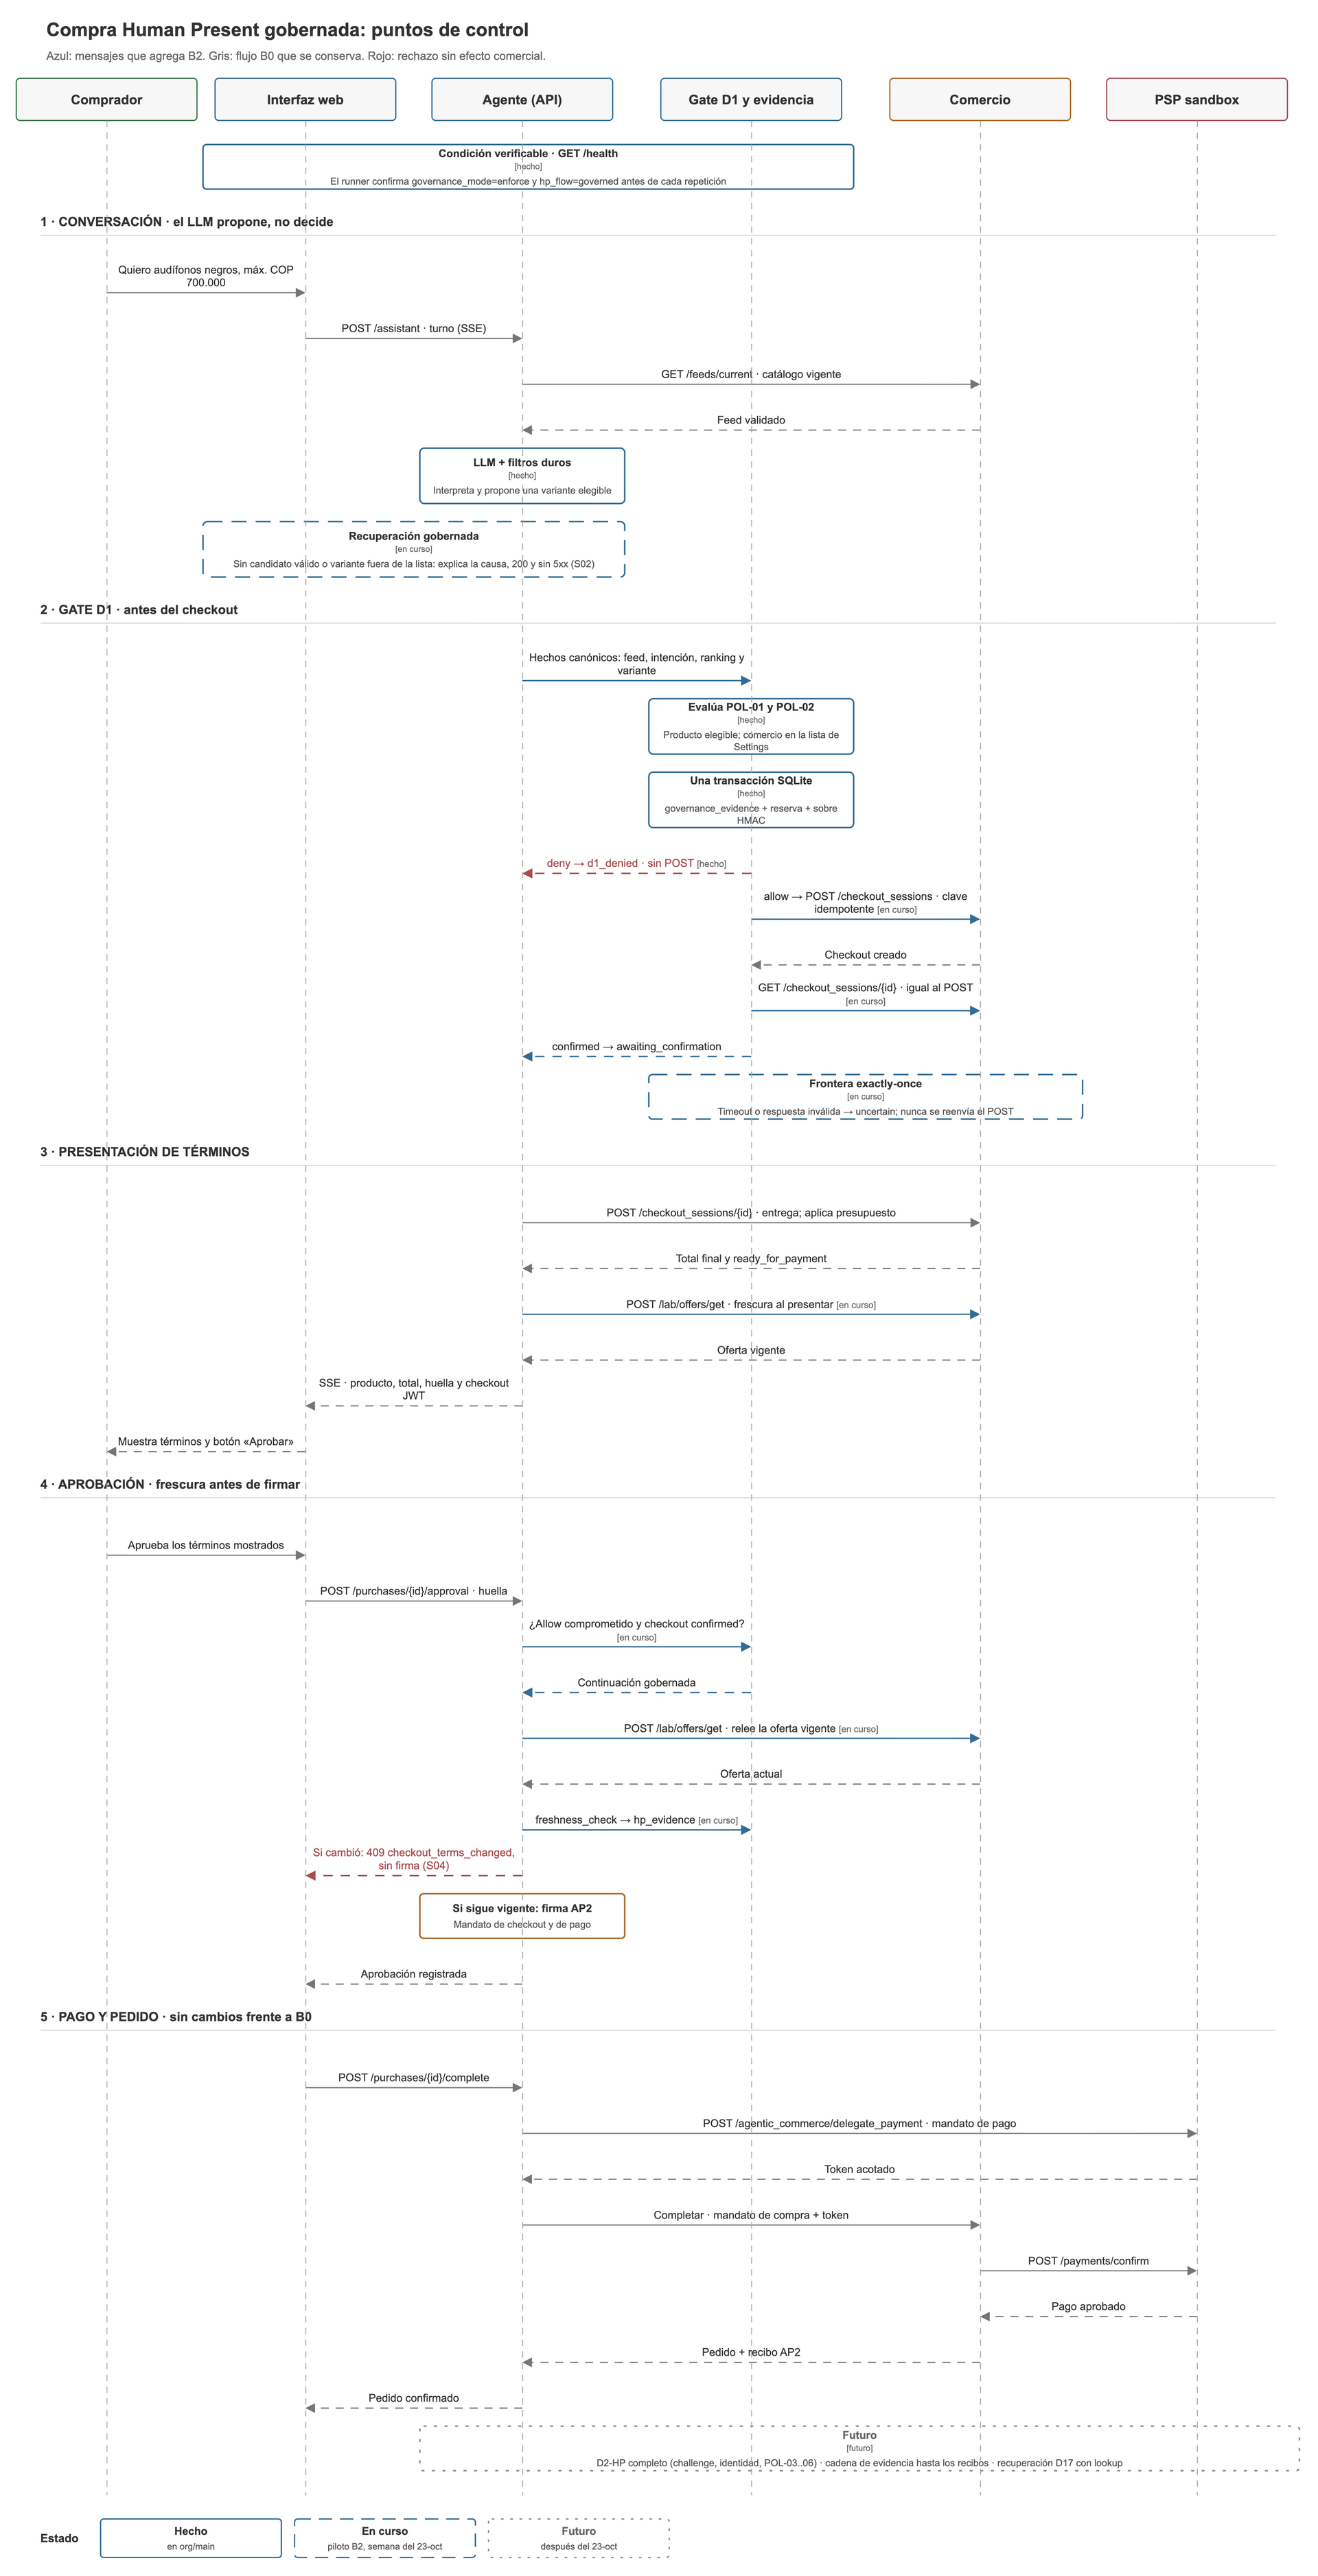 Compra Human Present gobernada: puntos de control
Azul: mensajes que agrega B2. Gris: flujo B0 que se conserva. Rojo: rechazo sin efecto comercial.
Comprador
Interfaz web
Agente (API)
Gate D1 y evidencia
Comercio
PSP sandbox
Condición verificable · GET /health
[hecho]
El runner confirma governance_mode=enforce y hp_flow=governed antes de cada repetición
1 · CONVERSACIÓN · el LLM propone, no decide
Quiero audífonos negros, máx. COP
700.000
POST /assistant · turno (SSE)
GET /feeds/current · catálogo vigente
Feed validado
LLM + filtros duros
[hecho]
Interpreta y propone una variante elegible
Recuperación gobernada
[en curso]
Sin candidato válido o variante fuera de la lista: explica la causa, 200 y sin 5xx (S02)
2 · GATE D1 · antes del checkout
Hechos canónicos: feed, intención, ranking y
variante
Evalúa POL-01 y POL-02
[hecho]
Producto elegible; comercio en la lista de
Settings
Una transacción SQLite
[hecho]
governance_evidence + reserva + sobre
HMAC
deny → d1_denied · sin POST [hecho]
allow → POST /checkout_sessions · clave
idempotente [en curso]
Checkout creado
GET /checkout_sessions/{id} · igual al POST
[en curso]
confirmed → awaiting_confirmation
Frontera exactly-once
[en curso]
Timeout o respuesta inválida → uncertain; nunca se reenvía el POST
3 · PRESENTACIÓN DE TÉRMINOS
POST /checkout_sessions/{id} · entrega; aplica presupuesto
Total final y ready_for_payment
POST /lab/offers/get · frescura al presentar [en curso]
Oferta vigente
SSE · producto, total, huella y checkout
JWT
Muestra términos y botón «Aprobar»
4 · APROBACIÓN · frescura antes de firmar
Aprueba los términos mostrados
POST /purchases/{id}/approval · huella
¿Allow comprometido y checkout confirmed?
[en curso]
Continuación gobernada
POST /lab/offers/get · relee la oferta vigente [en curso]
Oferta actual
freshness_check → hp_evidence [en curso]
Si cambió: 409 checkout_terms_changed,
sin firma (S04)
Si sigue vigente: firma AP2
Mandato de checkout y de pago
Aprobación registrada
5 · PAGO Y PEDIDO · sin cambios frente a B0
POST /purchases/{id}/complete
POST /agentic_commerce/delegate_payment · mandato de pago
Token acotado
Completar · mandato de compra + token
POST /payments/confirm
Pago aprobado
Pedido + recibo AP2
Pedido confirmado
Futuro
[futuro]
D2-HP completo (challenge, identidad, POL-03..06) · cadena de evidencia hasta los recibos · recuperación D17 con lookup
Estado
Hecho
en org/main
En curso
piloto B2, semana del 23-oct
Futuro
después del 23-oct